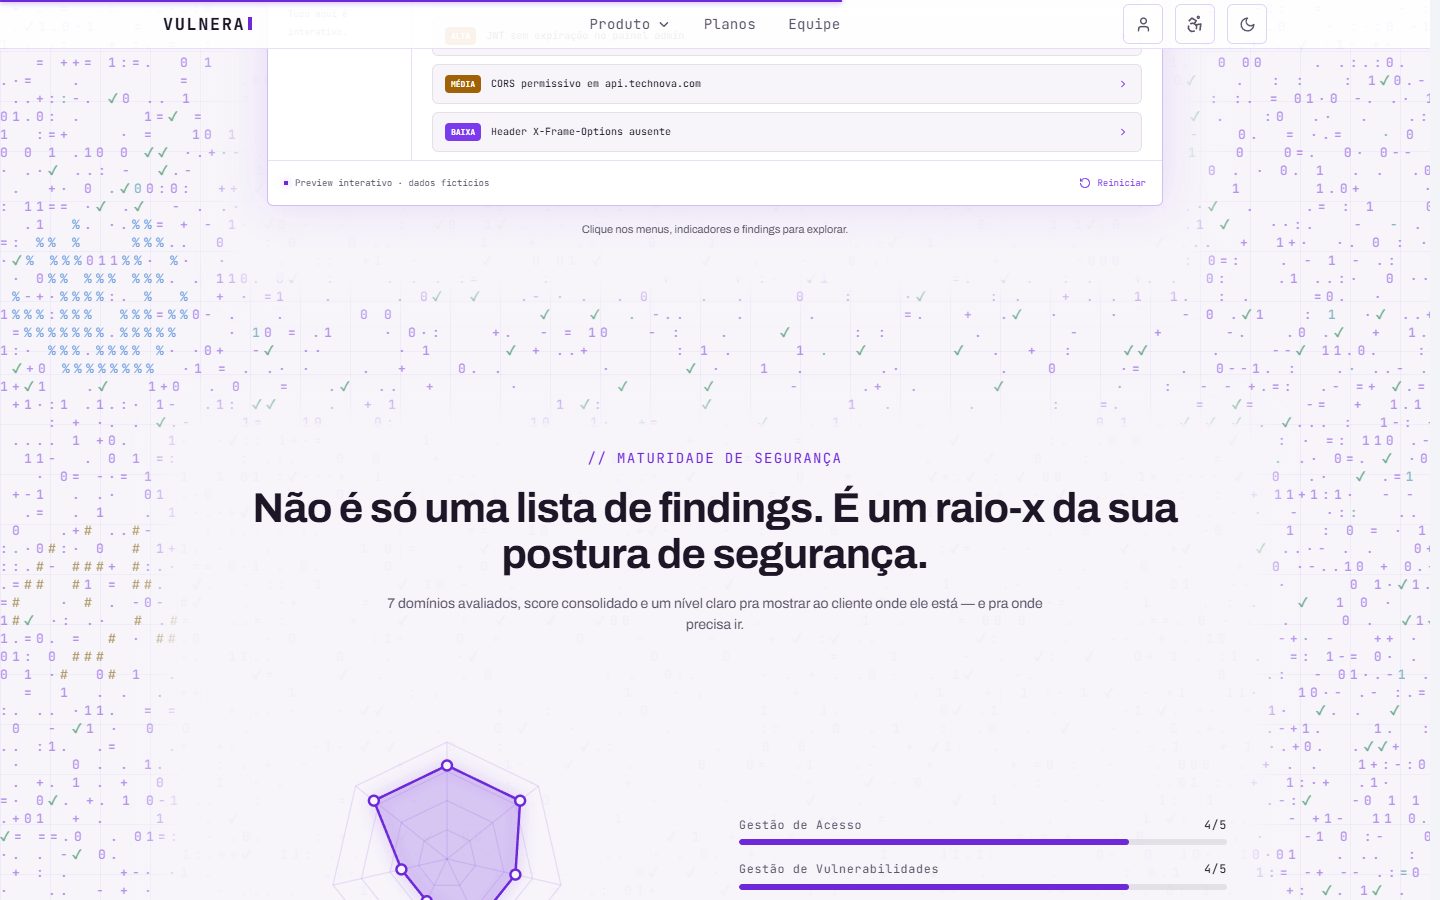 VULNERA
Produto
Planos
Equipe
ALTA JWT sem expiração no painel admin
MÉDIA CORS permissivo em api.technova.com
BAIXA Header X-Frame-Options ausente
Preview interativo · dados fictícios
Reiniciar
Clique nos menus, indicadores e findings para explorar.
// MATURIDADE DE SEGURANÇA
Não é só uma lista de findings. É um raio-x da sua
postura de segurança.
7 domínios avaliados, score consolidado e um nível claro pra mostrar ao cliente onde ele está — e pra onde
precisa ir.
Gestão de Acesso 4/5
Gestão de Vulnerabilidades 4/5